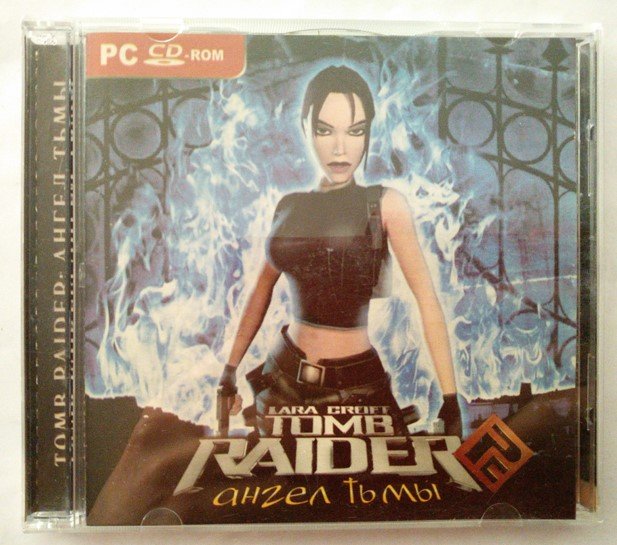 PC CD-ROM
TOMB RAIDER: АНГЕЛ ТЬМЫ
LARA CROFT
TOMB
RAIDER
ангел тьмы